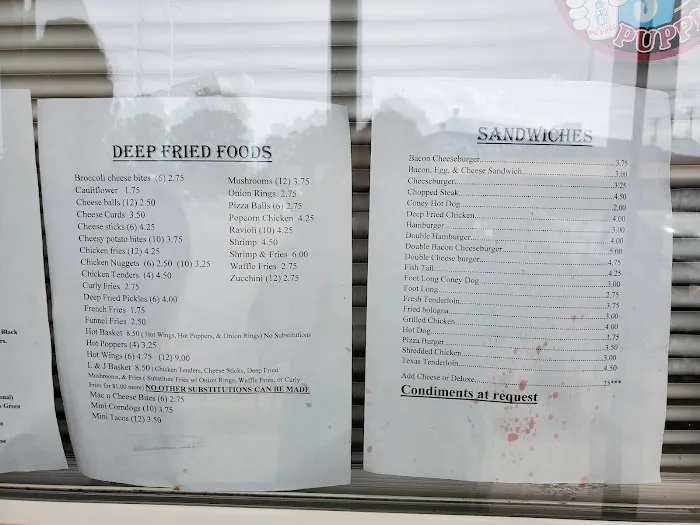 PUPPI
DEEP FRIED FOODS
Broccoli cheese bites (6) 2.75
Cauliflower 1.75
Cheese balls (12) 2.50
Cheese Curds 3.50
Cheese sticks (6) 4.25
Cheesy potato bites (10) 3.75
Chicken fries (12) 4.25
Chicken Nuggets (6) 2.50 (10) 3.25
Chicken Tenders (4) 4.50
Curly Fries 2.75
Deep Fried Pickles (6) 4.00
French Fries 1.75
Funnel Fries 2.50
Hot Basket 8.50 ( Hot Wings, Hot Poppers, & Onion Rings) No Substitutions
Hot Poppers (4) 3.25
Hot Wings (6) 4.75 (12) 9.00
L & J Basket 8.50 ( Chicken Tenders, Cheese Sticks, Deep Fried
Mushrooms, & Fries ( Substitute Fries w/ Onion Rings, Waffle Fries, or Curly
Fries for $1.00 more) NO OTHER SUBSTITUTIONS CAN BE MADE
Mac n Cheese Bites (6) 2.75
Mini Corndogs (10) 3.75
Mini Tacos (12) 3.50
Mushrooms (12) 3.75
Onion Rings 2.75
Pizza Balls (6) 2.75
Popcorn Chicken 4.25
Ravioli (10) 4.25
Shrimp 4.50
Shrimp & Fries 6.00
Waffle Fries 2.75
Zucchini (12) 2.75
SANDWICHES
Bacon Cheeseburger 3.75
Bacon, Egg, & Cheese Sandwich 3.00
Cheeseburger 3.25
Chopped Steak 4.50
Coney Hot Dog 2.00
Deep Fried Chicken 4.00
Hamburger 3.00
Double Hamburger 4.00
Double Bacon Cheeseburger 5.00
Double Cheese burger 4.75
Fish Tail 4.25
Foot Long Coney Dog 3.00
Foot Long 2.75
Fresh Tenderloin 3.75
Fried bologna 3.00
Grilled Chicken 4.00
Hot Dog 1.75
Pizza Burger 3.50
Shredded Chicken 3.00
Texas Tenderloin 4.50
Add Cheese or Deluxe .25***
Condiments at request
Black
Green